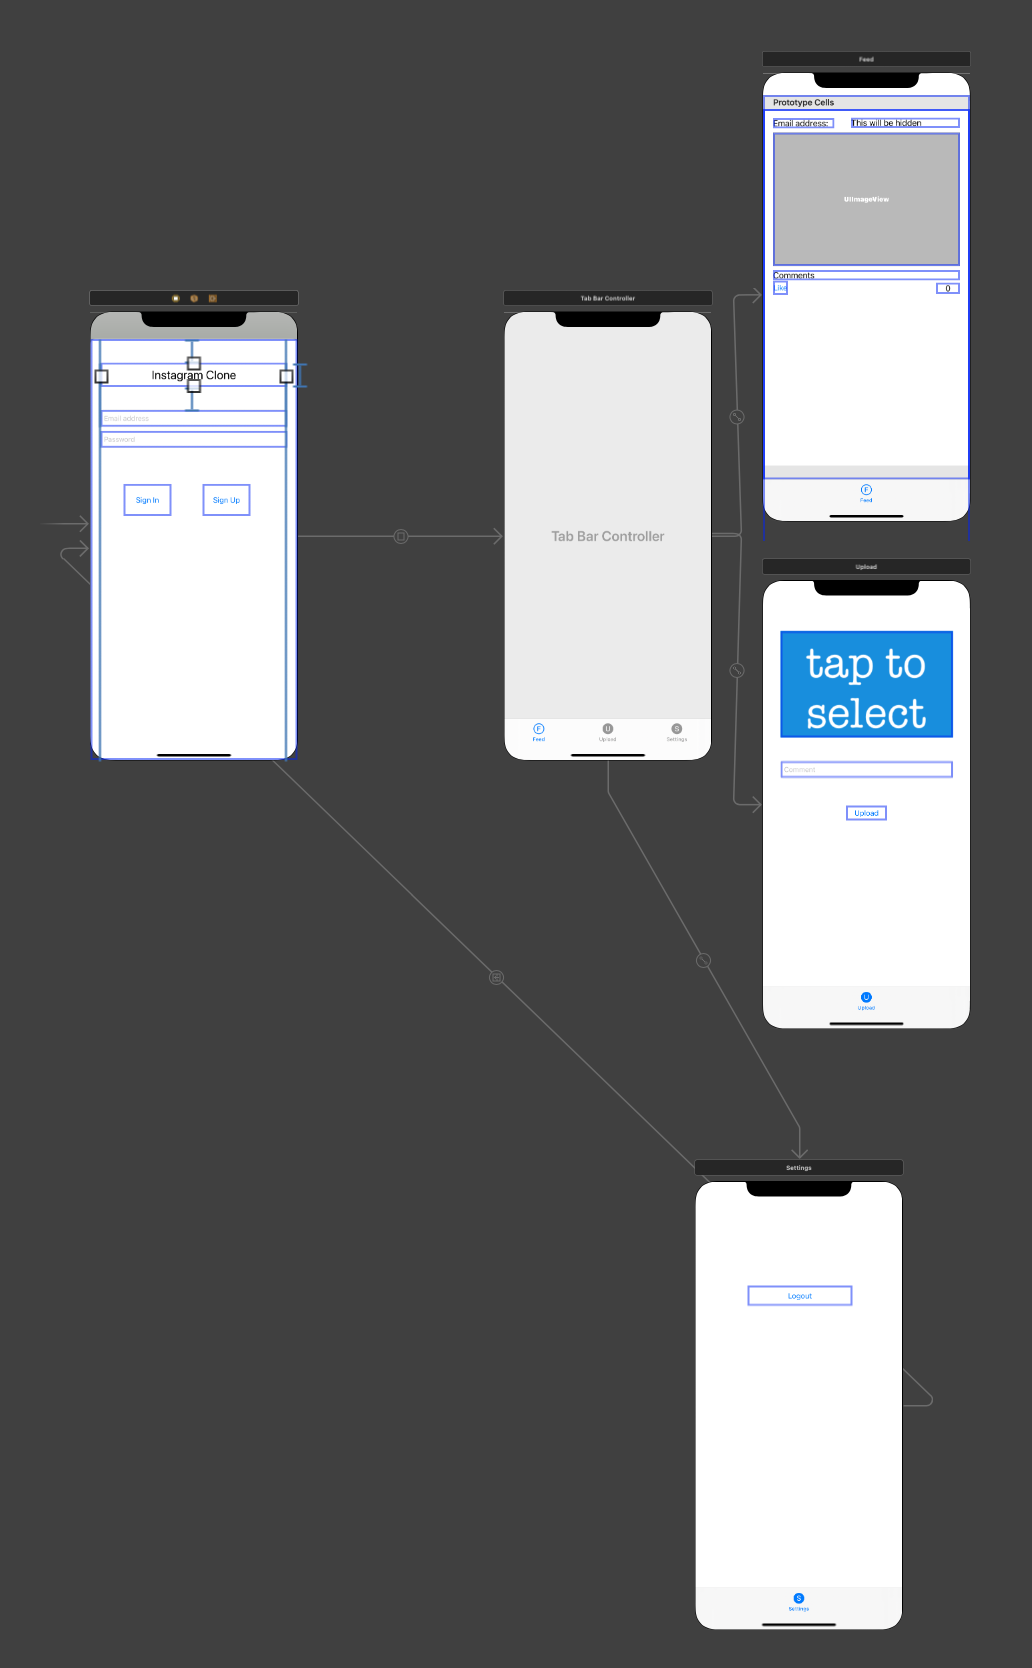 Feed
Prototype Cells
Email address:
This will be hidden
UIImageView
Comments
Like
0
F
Feed
Instagram Clone
Email address
Password
Sign In
Sign Up
Tab Bar Controller
Tab Bar Controller
F
Feed
U
Upload
S
Settings
Upload
tap to
select
Comment
Upload
U
Upload
Settings
Logout
S
Settings